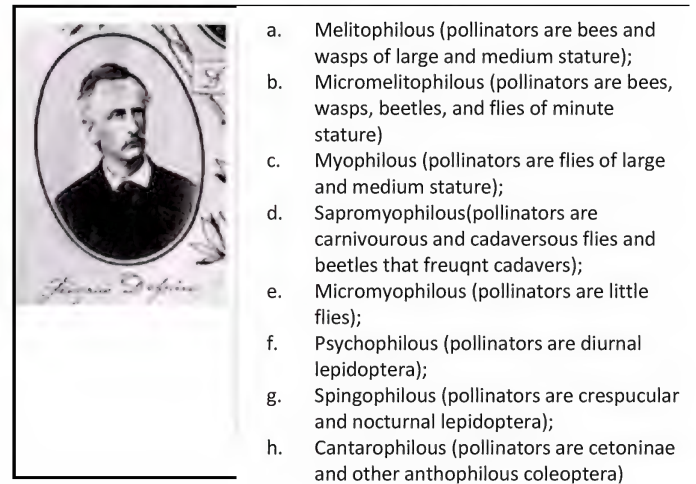 a. Melitophilous (pollinators are bees and
wasps of large and medium stature);
b. Micromelitophilous (pollinators are bees,
wasps, beetles, and flies of minute
stature)
c. Myophilous (pollinators are flies of large
and medium stature);
d. Sapromyophilous(pollinators are
carnivourous and cadaversous flies and
beetles that freuqnt cadavers);
e. Micromyophilous (pollinators are little
flies);
f. Psychophilous (pollinators are diurnal
lepidoptera);
g. Spingophilous (pollinators are crespucular
and nocturnal lepidoptera);
h. Cantarophilous (pollinators are cetoninae
and other anthophilous coleoptera)